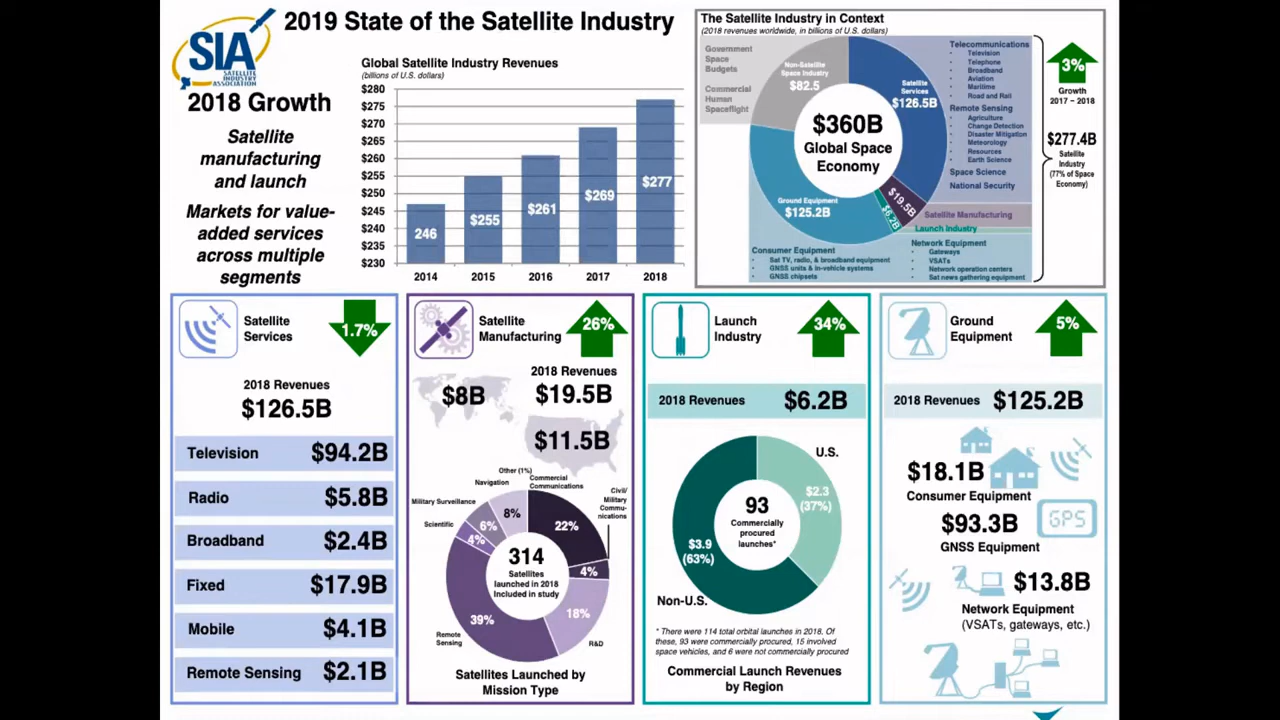 2019 State of the Satellite Industry
SIA
SATELLITE
INDUSTRY
ASSOCIATION
2018 Growth
Satellite
manufacturing
and launch
Markets for value-
added services
across multiple
segments
Global Satellite Industry Revenues
(billions of U.S. dollars)
$280
$275
$270
$265
$260
$255
$250
$245
$240
$235
$230
246
$255
$261
$269
$277
2014
2015
2016
2017
2018
The Satellite Industry in Context
(2018 revenues worldwide, in billions of U.S. dollars)
Government
Space
Budgets
Commercial
Human
Spaceflight
Non-Satellite
Space Industry
$82.5
Satellite
Services
$126.5B
$360B
Global Space
Economy
Ground Equipment
$125.2B
$19.5B
$6.2B
Telecommunications
• Television
• Telephone
• Broadband
• Aviation
• Maritime
• Road and Rail
Remote Sensing
• Agriculture
• Change Detection
• Disaster Mitigation
• Meteorology
• Resources
• Earth Science
Space Science
National Security
Satellite Manufacturing
Launch Industry
Consumer Equipment
• Sat TV, radio, & broadband equipment
• GNSS units & in-vehicle systems
• GNSS chipsets
Network Equipment
• Gateways
• VSATs
• Network operation centers
• Sat news gathering equipment
3%
Growth
2017 – 2018
$277.4B
Satellite
Industry
(77% of Space
Economy)
Satellite
Services
1.7%
2018 Revenues
$126.5B
Television $94.2B
Radio $5.8B
Broadband $2.4B
Fixed $17.9B
Mobile $4.1B
Remote Sensing $2.1B
Satellite
Manufacturing
26%
2018 Revenues
$19.5B
$8B
$11.5B
Other (1%)
Navigation
Commercial
Communications
Military Surveillance
Scientific
Civil/
Military
Commu-
nications
8%
22%
6%
4%
4%
18%
39%
314
Satellites
launched in 2018
Included in study
Remote
Sensing
R&D
Satellites Launched by
Mission Type
Launch
Industry
34%
2018 Revenues $6.2B
U.S.
$2.3
(37%)
93
Commercially
procured
launches*
$3.9
(63%)
Non-U.S.
* There were 114 total orbital launches in 2018. Of
these, 93 were commercially procured, 15 involved
space vehicles, and 6 were not commercially procured
Commercial Launch Revenues
by Region
Ground
Equipment
5%
2018 Revenues $125.2B
$18.1B
Consumer Equipment
$93.3B
GPS
GNSS Equipment
$13.8B
Network Equipment
(VSATs, gateways, etc.)